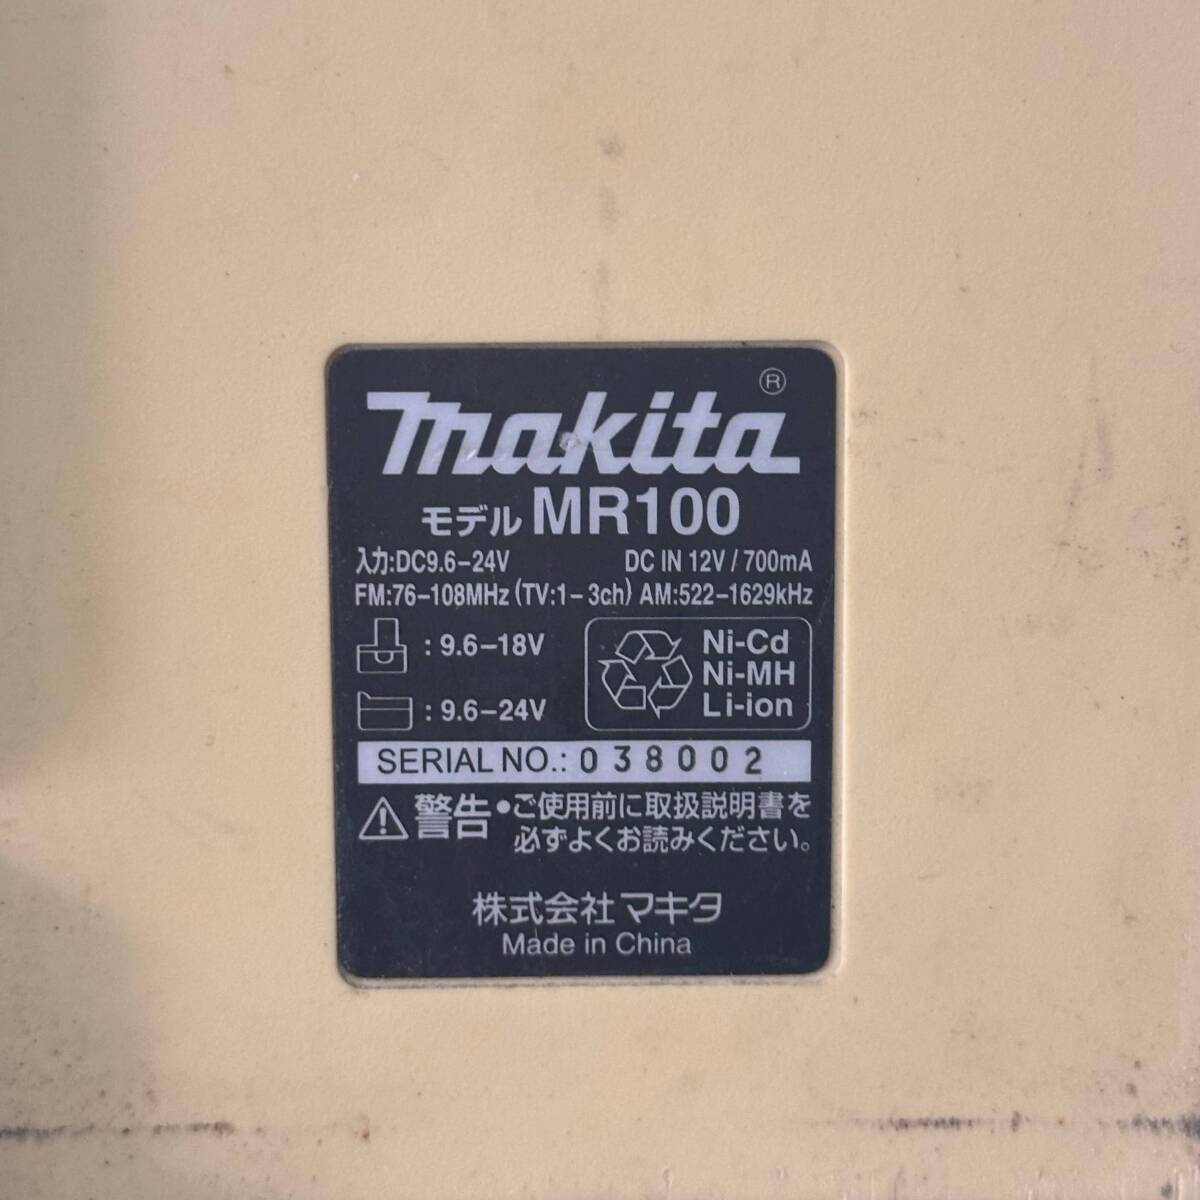 makita®
モデル MR100
入力:DC9.6-24V DC IN 12V / 700mA
FM:76-108MHz (TV:1-3ch) AM:522-1629kHz
: 9.6-18V
: 9.6-24V
Ni-Cd
Ni-MH
Li-ion
SERIAL NO.: 038002
警告 •ご使用前に取扱説明書を
必ずよくお読みください。
株式会社 マキタ
Made in China